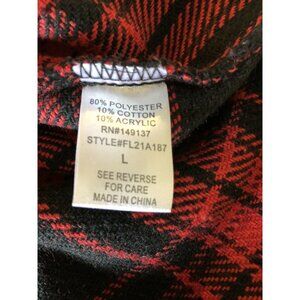 80% POLYESTER
10% COTTON
10% ACRYLIC
RN#149137
STYLE#FL21A187
L
SEE REVERSE
FOR CARE
MADE IN CHINA